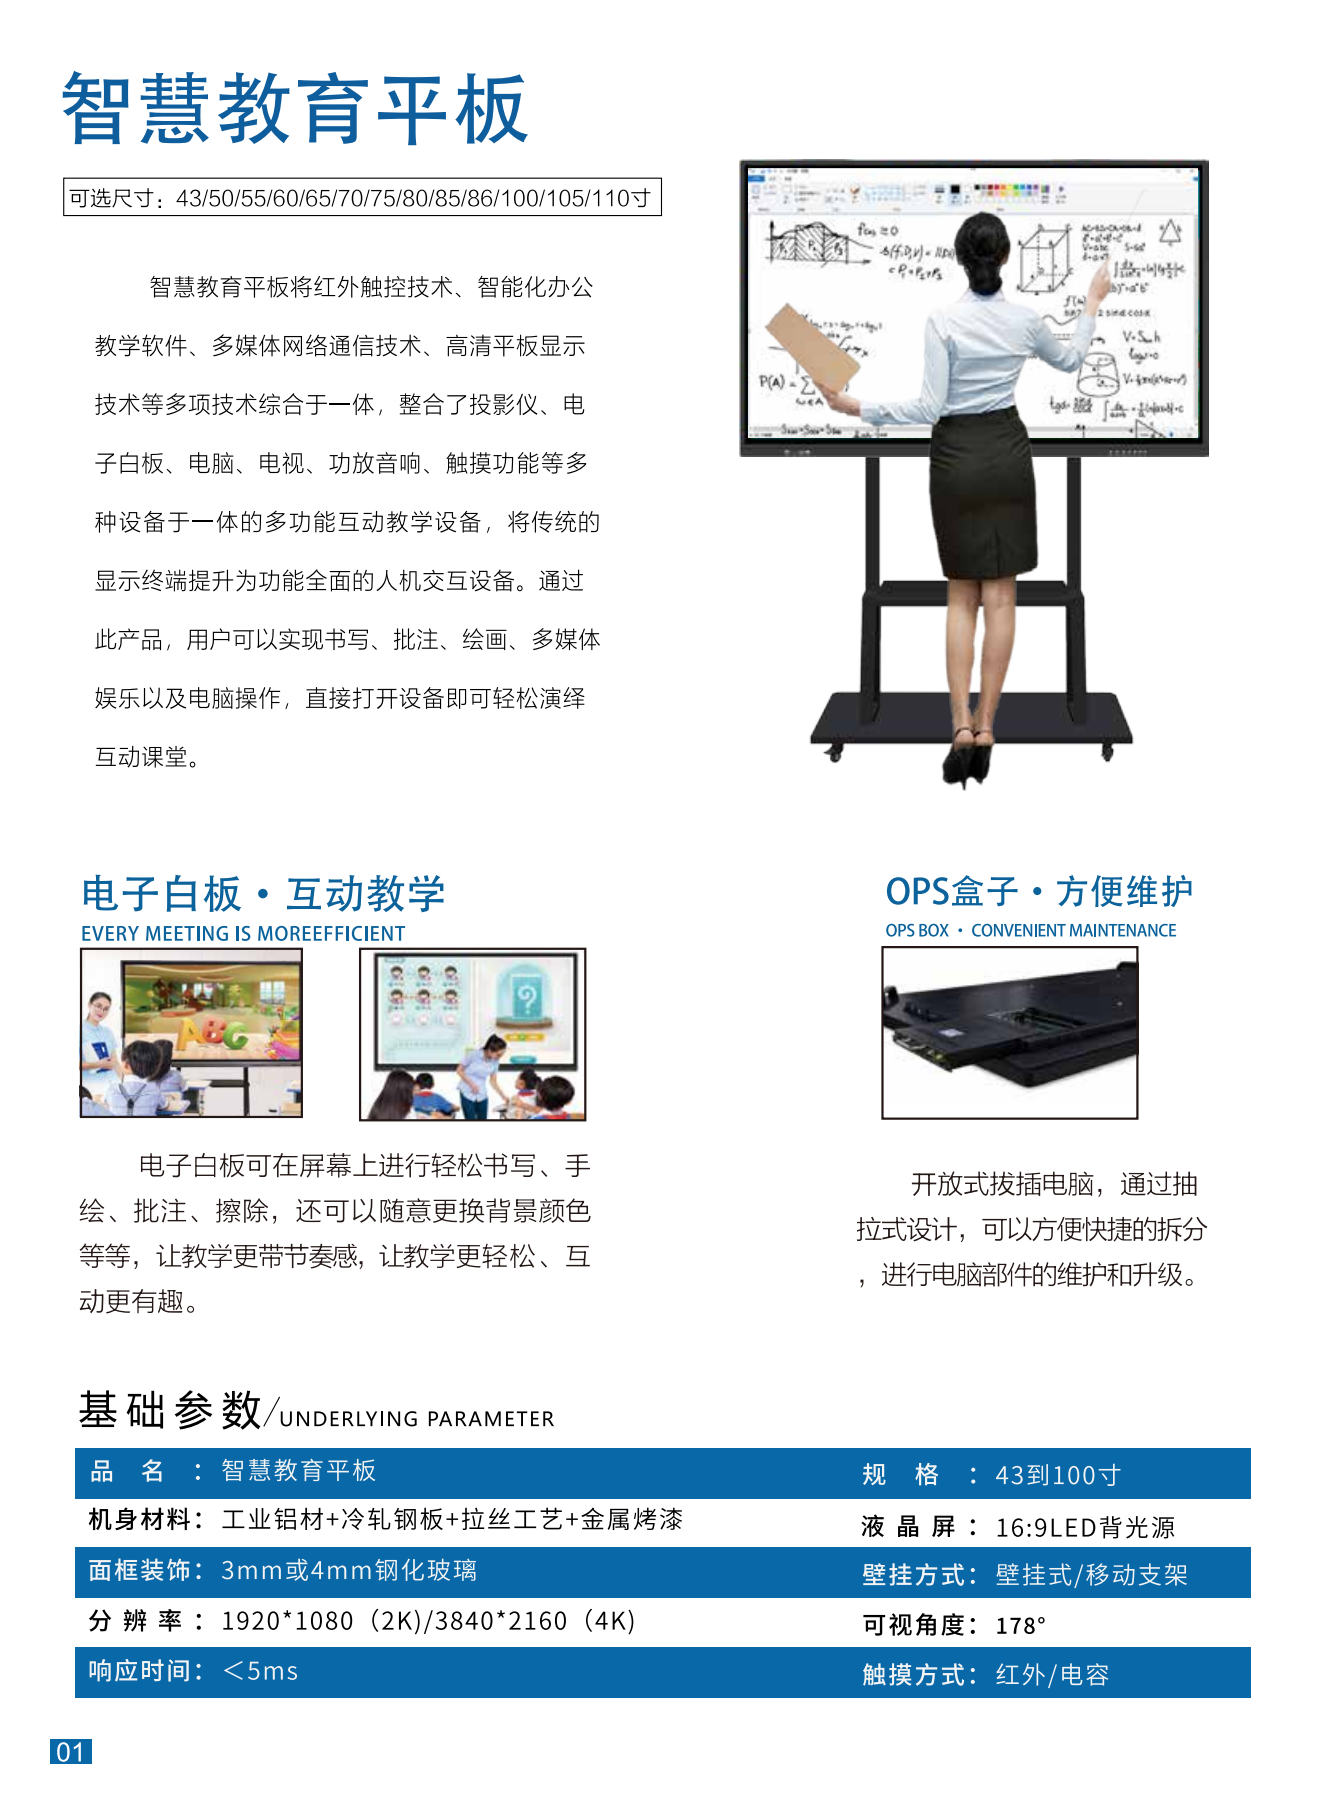 智慧教育平板
可选尺寸：43/50/55/60/65/70/75/80/85/86/100/105/110寸
智慧教育平板将红外触控技术、智能化办公
教学软件、多媒体网络通信技术、高清平板显示
技术等多项技术综合于一体，整合了投影仪、电
子白板、电脑、电视、功放音响、触摸功能等多
种设备于一体的多功能互动教学设备，将传统的
显示终端提升为功能全面的人机交互设备。通过
此产品，用户可以实现书写、批注、绘画、多媒体
娱乐以及电脑操作，直接打开设备即可轻松演绎
互动课堂。
电子白板・互动教学
EVERY MEETING IS MOREEFFICIENT
ABC
电子白板可在屏幕上进行轻松书写、手
绘、批注、擦除，还可以随意更换背景颜色
等等，让教学更带节奏感，让教学更轻松、互
动更有趣。
OPS盒子・方便维护
OPS BOX · CONVENIENT MAINTENANCE
开放式拔插电脑，通过抽
拉式设计，可以方便快捷的拆分
，进行电脑部件的维护和升级。
基础参数/UNDERLYING PARAMETER
品 名 ：智慧教育平板
规 格 ：43到100寸
机身材料：工业铝材+冷轧钢板+拉丝工艺+金属烤漆
液 晶 屏 ：16:9LED背光源
面框装饰：3mm或4mm钢化玻璃
壁挂方式：壁挂式/移动支架
分 辨 率 ：1920*1080（2K)/3840*2160（4K)
可视角度：178°
响应时间：＜5ms
触摸方式：红外/电容
01